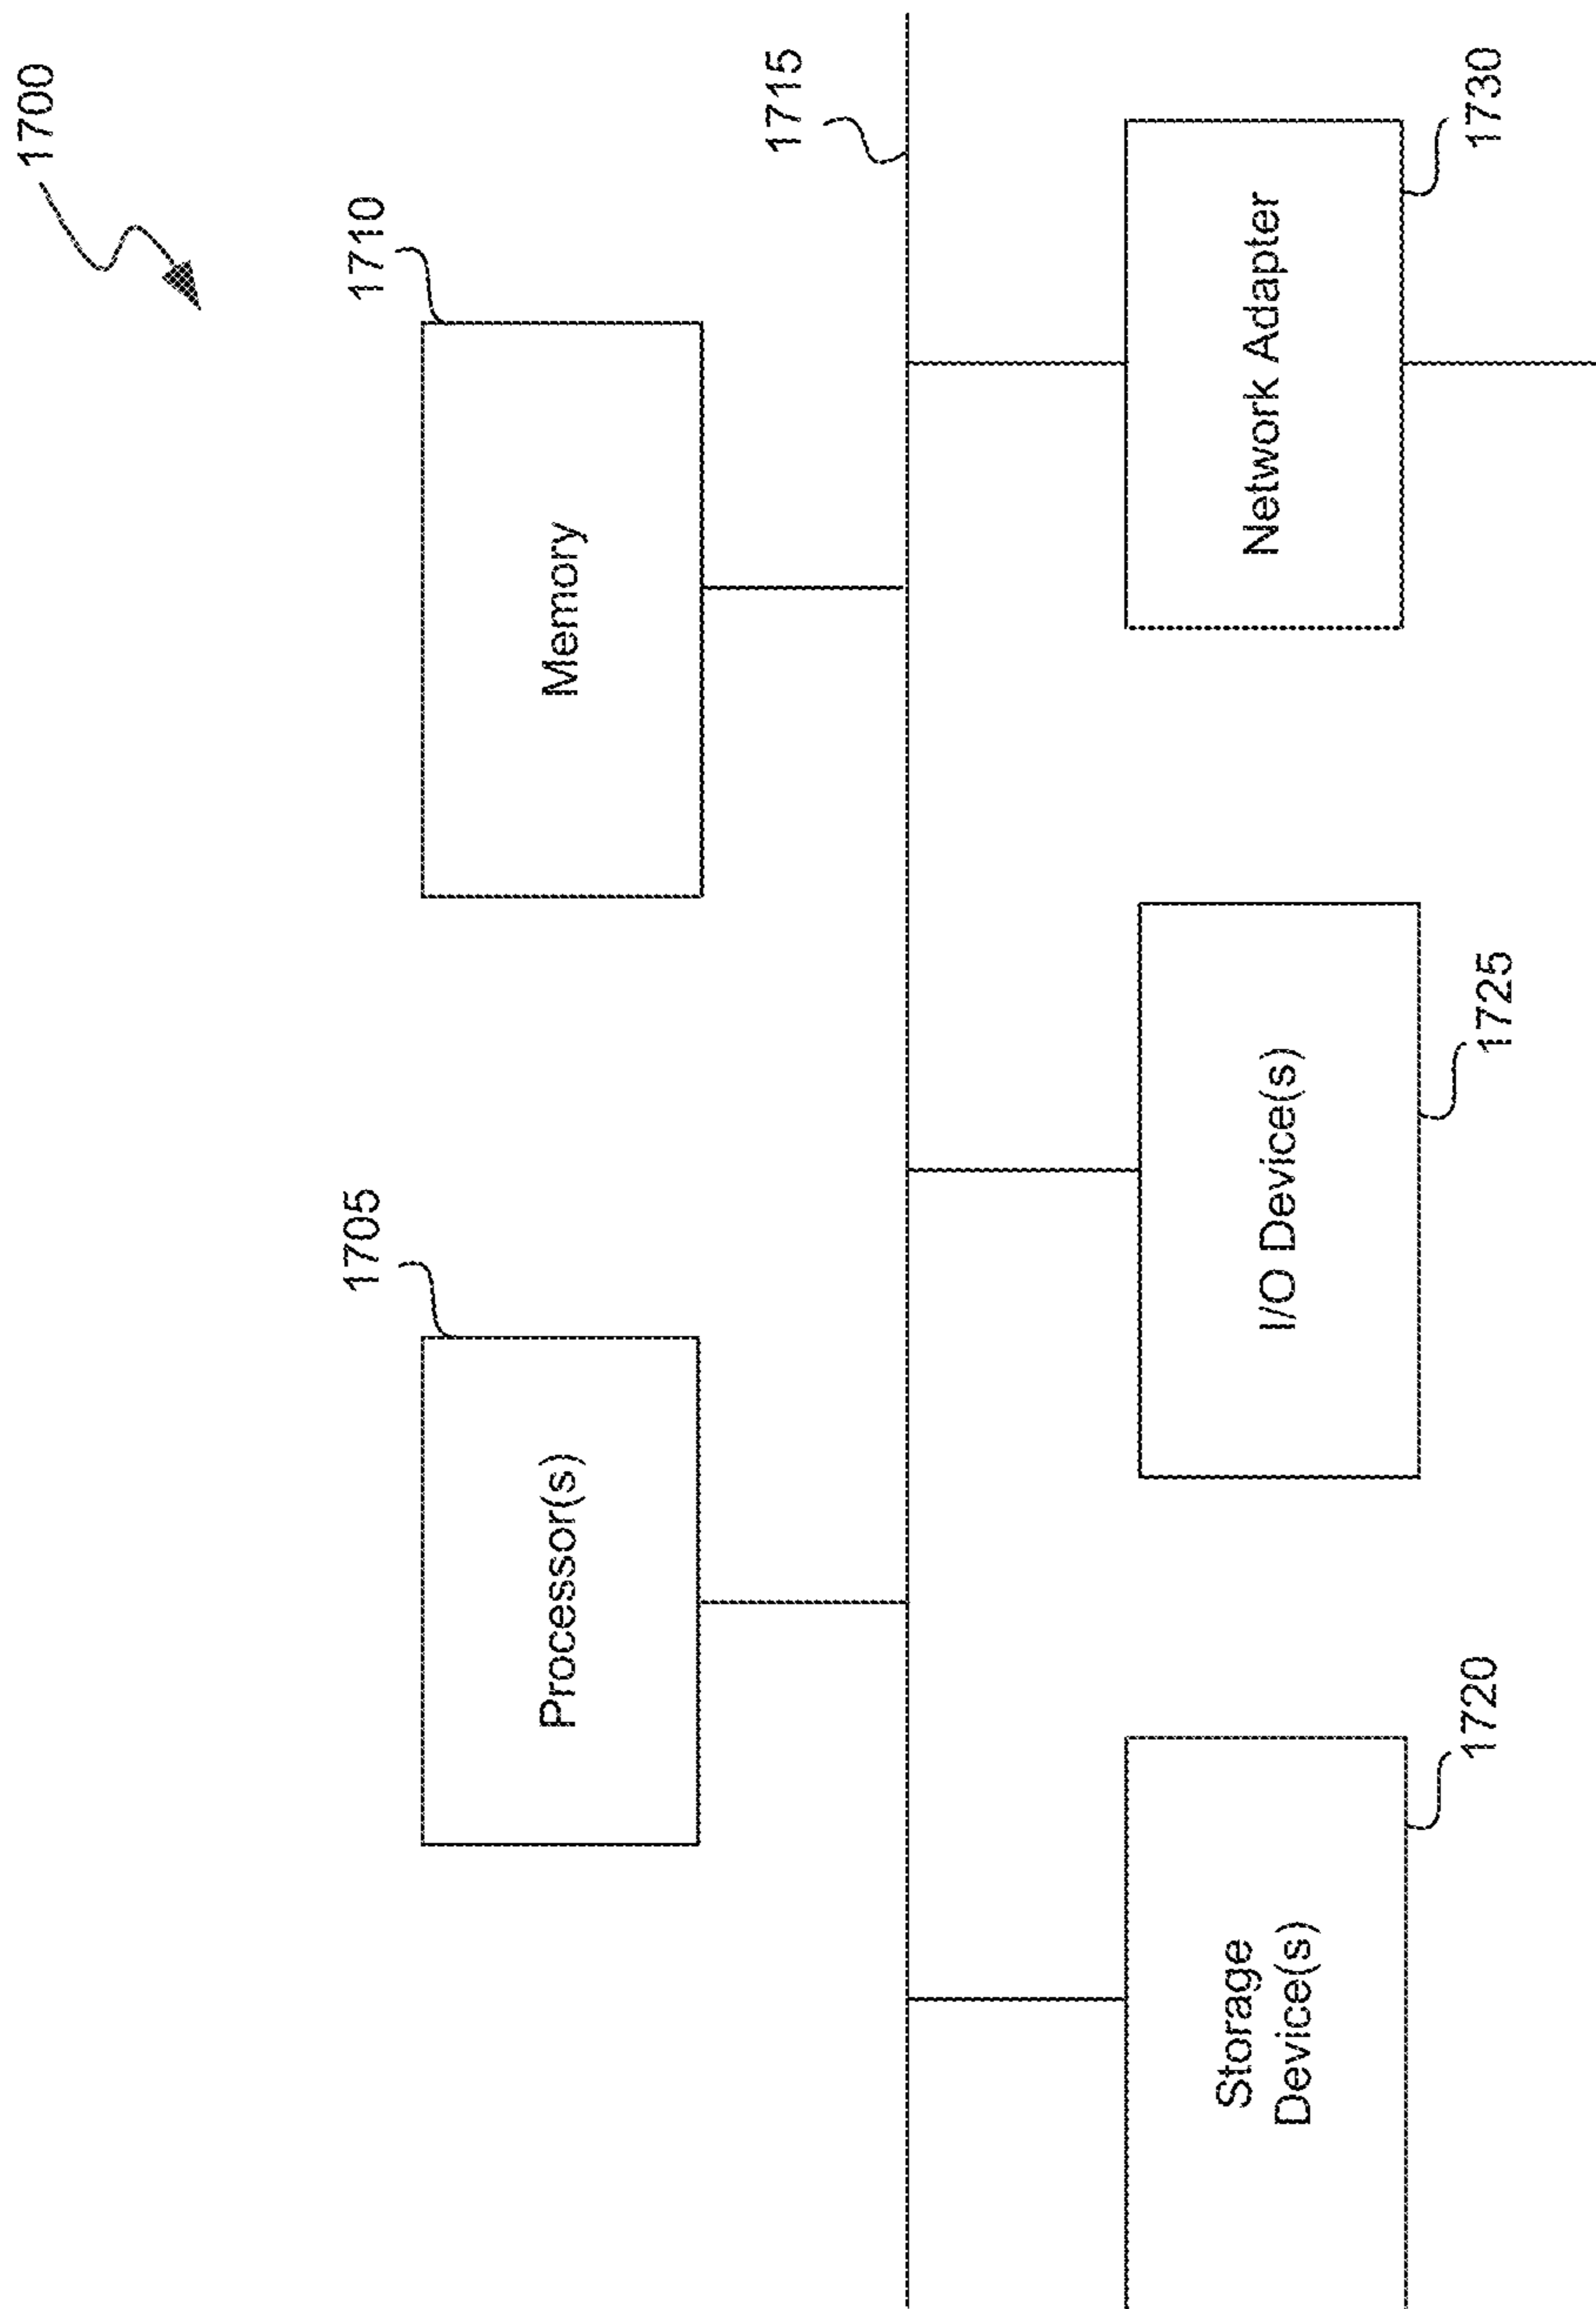 1700
1705
Processor(s)
1710
Memory
1715
1720
Storage
Device(s)
I/O Device(s)
1725
Network Adapter
1730